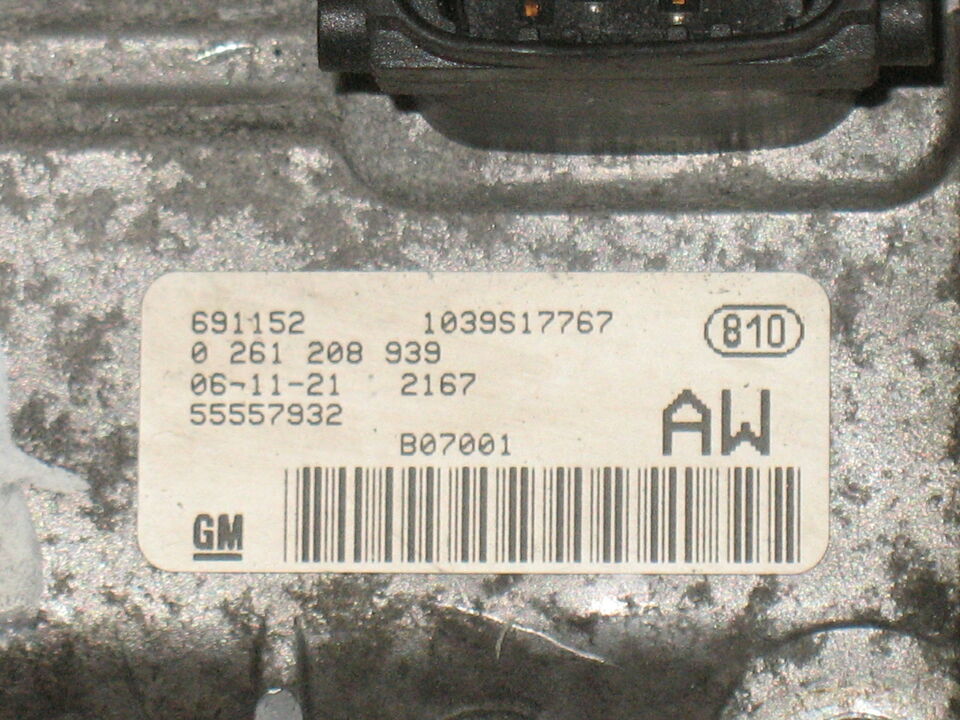 691152 1039S17767 810
0 261 208 939
06-11-21 2167
55557932 AW
B07001
GM